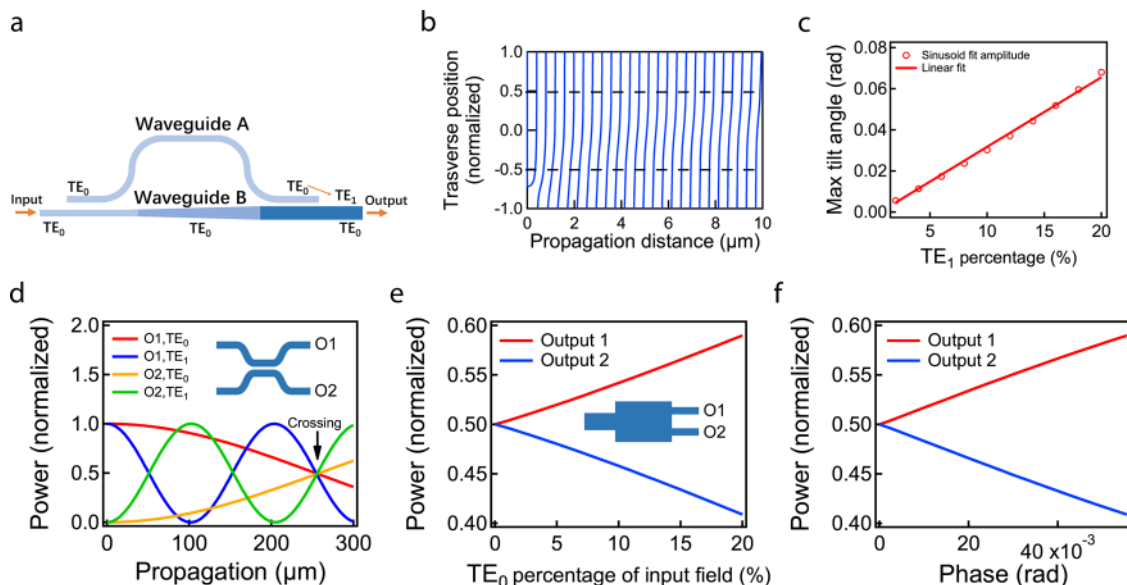 a
Waveguide A
TE0
TE0
TE1
Input
Waveguide B
Output
TE0
TE0
TE0
b
Trasverse position
(normalized)
1.0
0.5
0.0
-0.5
-1.0
0 2 4 6 8 10
Propagation distance (μm)
c
Max tilt angle (rad)
0.08
0.06
0.04
0.02
0.00
Sinusoid fit amplitude
Linear fit
5 10 15 20
TE1 percentage (%)
d
Power (normalized)
2.0
1.5
1.0
0.5
0.0
O1,TE0
O1,TE1
O2,TE0
O2,TE1
O1
O2
Crossing
0 100 200 300
Propagation (μm)
e
Power (normalized)
0.60
0.55
0.50
0.45
0.40
Output 1
Output 2
O1
O2
0 5 10 15 20
TE0 percentage of input field (%)
f
Power (normalized)
0.60
0.55
0.50
0.45
0.40
Output 1
Output 2
0 20 40 x10-3
Phase (rad)